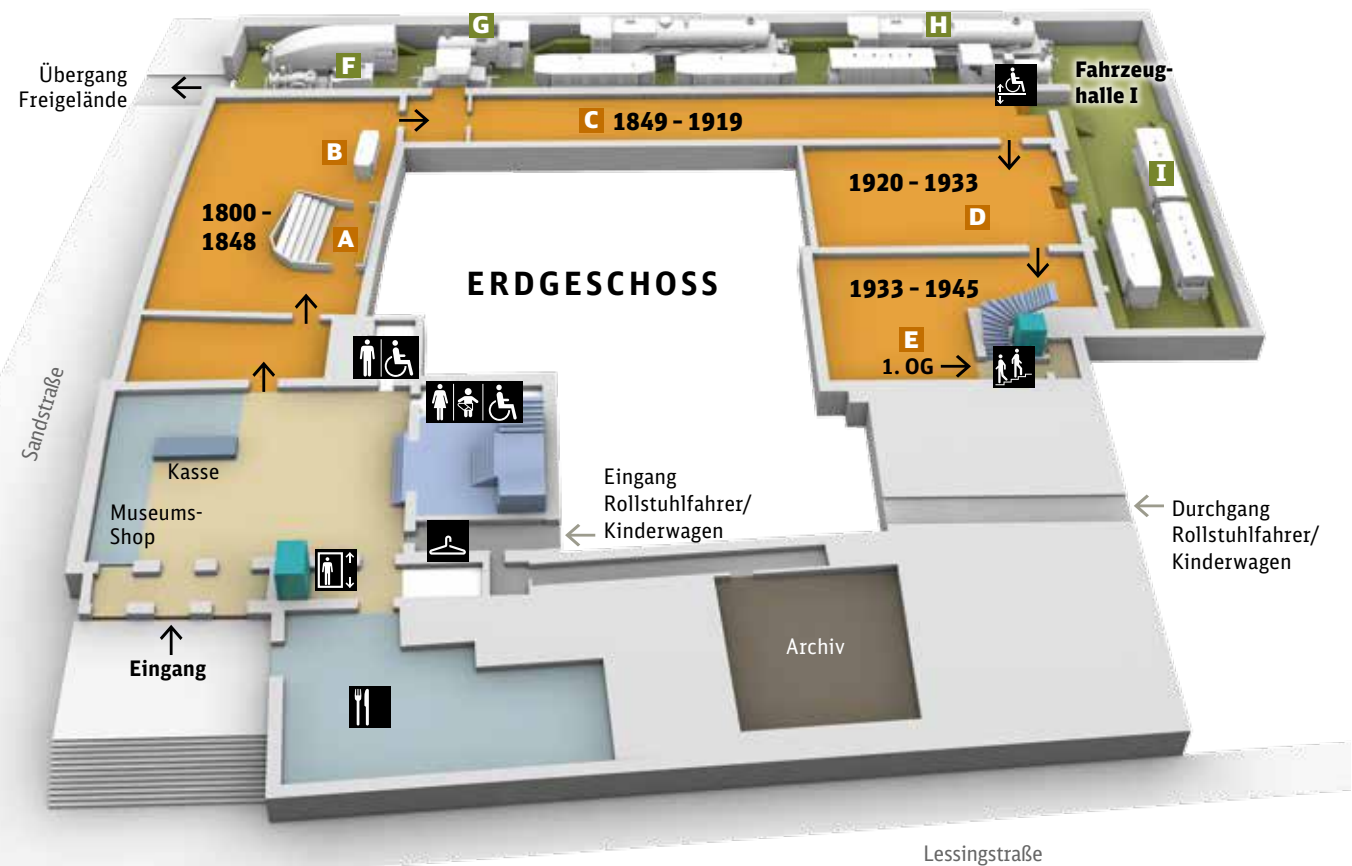 G
H
F
Übergang
Freigelände
Fahrzeug-
halle I
C 1849 – 1919
B
I
1920 – 1933
D
1800 –
1848
A
ERDGESCHOSS
1933 – 1945
E
1. OG
Sandstraße
Kasse
Museums-
Shop
Eingang
Rollstuhlfahrer/
Kinderwagen
Durchgang
Rollstuhlfahrer/
Kinderwagen
Eingang
Archiv
Lessingstraße